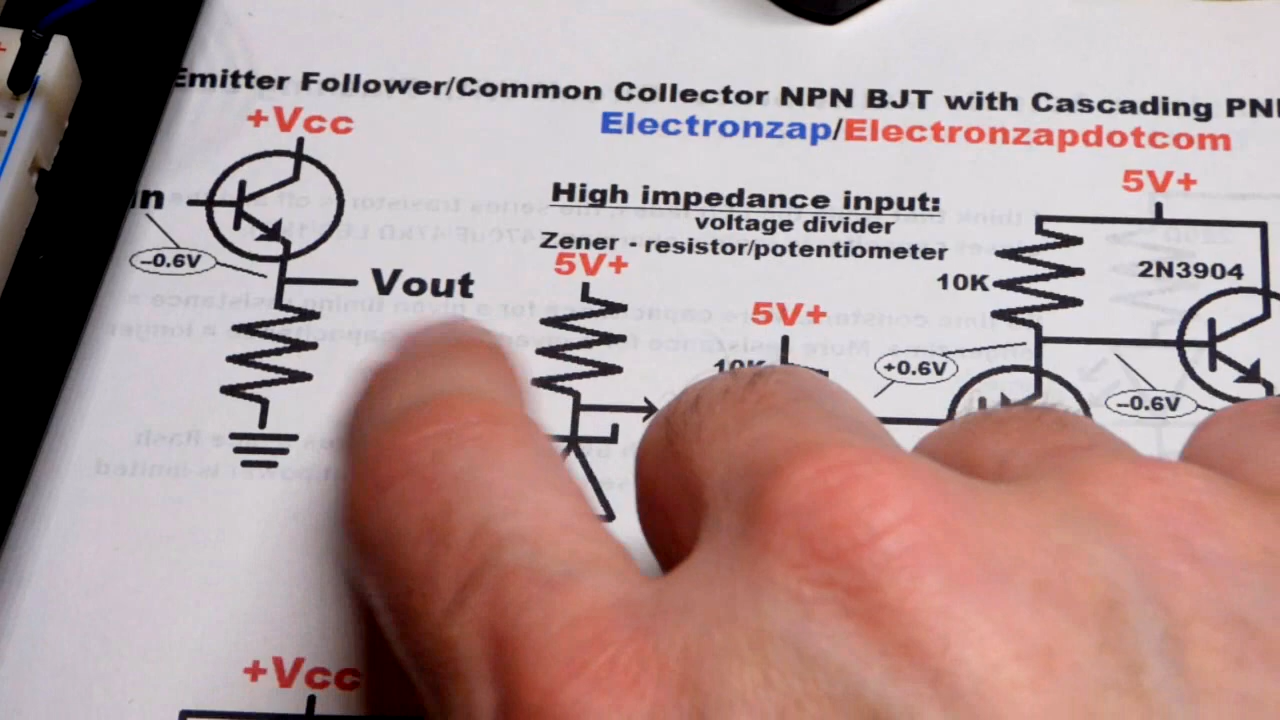 Emitter Follower/Common Collector NPN BJT with Cascading
Electronzap/Electronzapdotcom
+Vcc
In
−0.6V
Vout
High impedance input:
voltage divider
Zener - resistor/potentiometer
5V+
5V+
10K
+0.6V
5V+
10K
2N3904
−0.6V
+Vcc